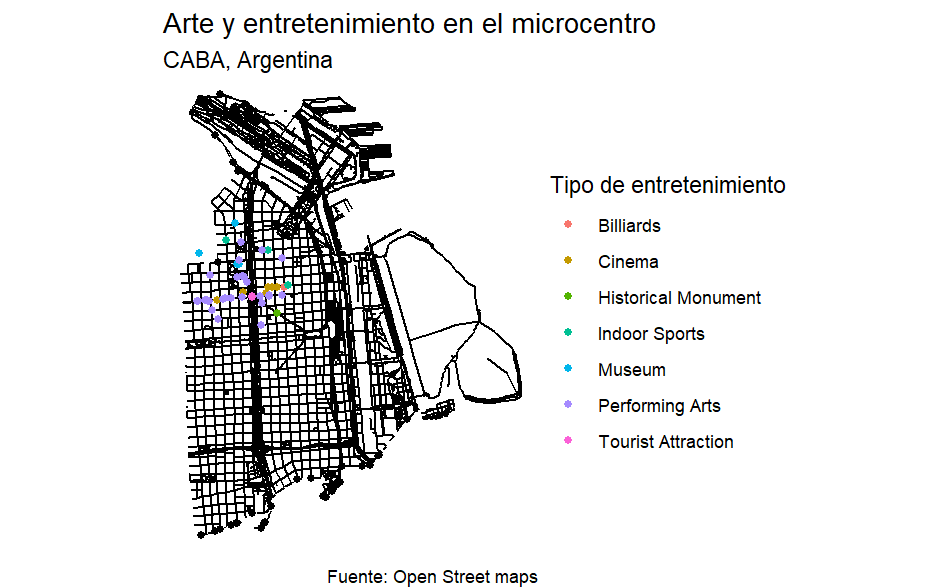 Arte y entretenimiento en el microcentro
CABA, Argentina
Tipo de entretenimiento
Billiards
Cinema
Historical Monument
Indoor Sports
Museum
Performing Arts
Tourist Attraction
Fuente: Open Street maps